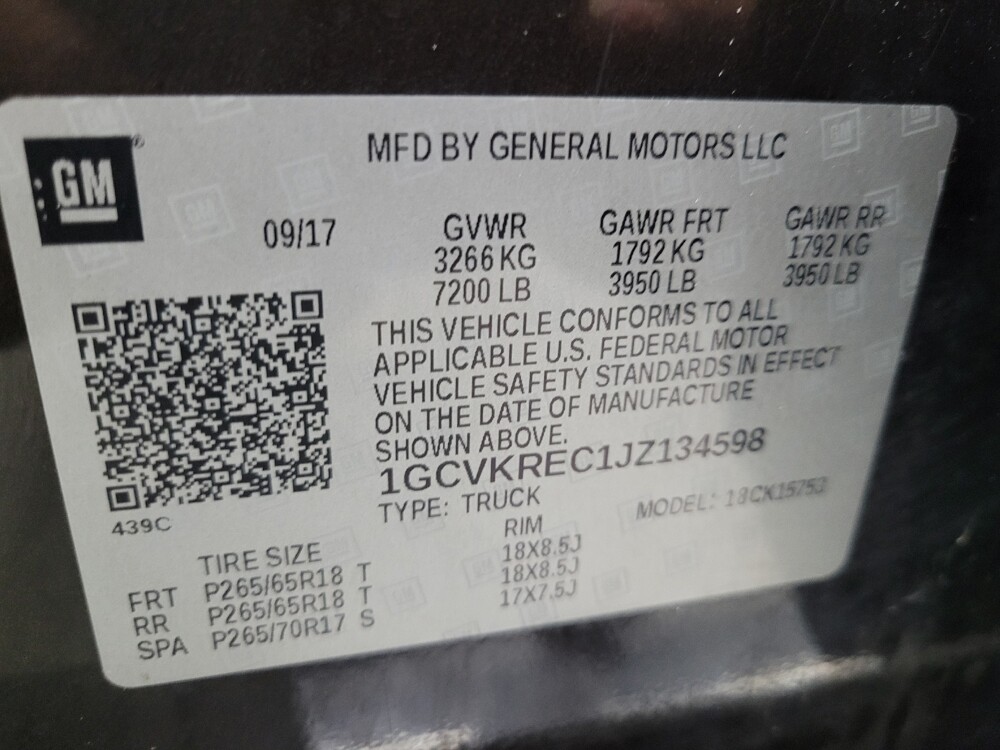 GM
MFD BY GENERAL MOTORS LLC
09/17
GVWR GAWR FRT GAWR RR
3266 KG 1792 KG 1792 KG
7200 LB 3950 LB 3950 LB
THIS VEHICLE CONFORMS TO ALL
APPLICABLE U.S. FEDERAL MOTOR
VEHICLE SAFETY STANDARDS IN EFFECT
ON THE DATE OF MANUFACTURE
SHOWN ABOVE.
1GCVKREC1JZ134598
439C
TYPE: TRUCK MODEL:
TIRE SIZE RIM
FRT P265/65R18 T 18X8.5J
RR P265/65R18 T 18X8.5J
SPA P265/70R17 S 17X7.5J